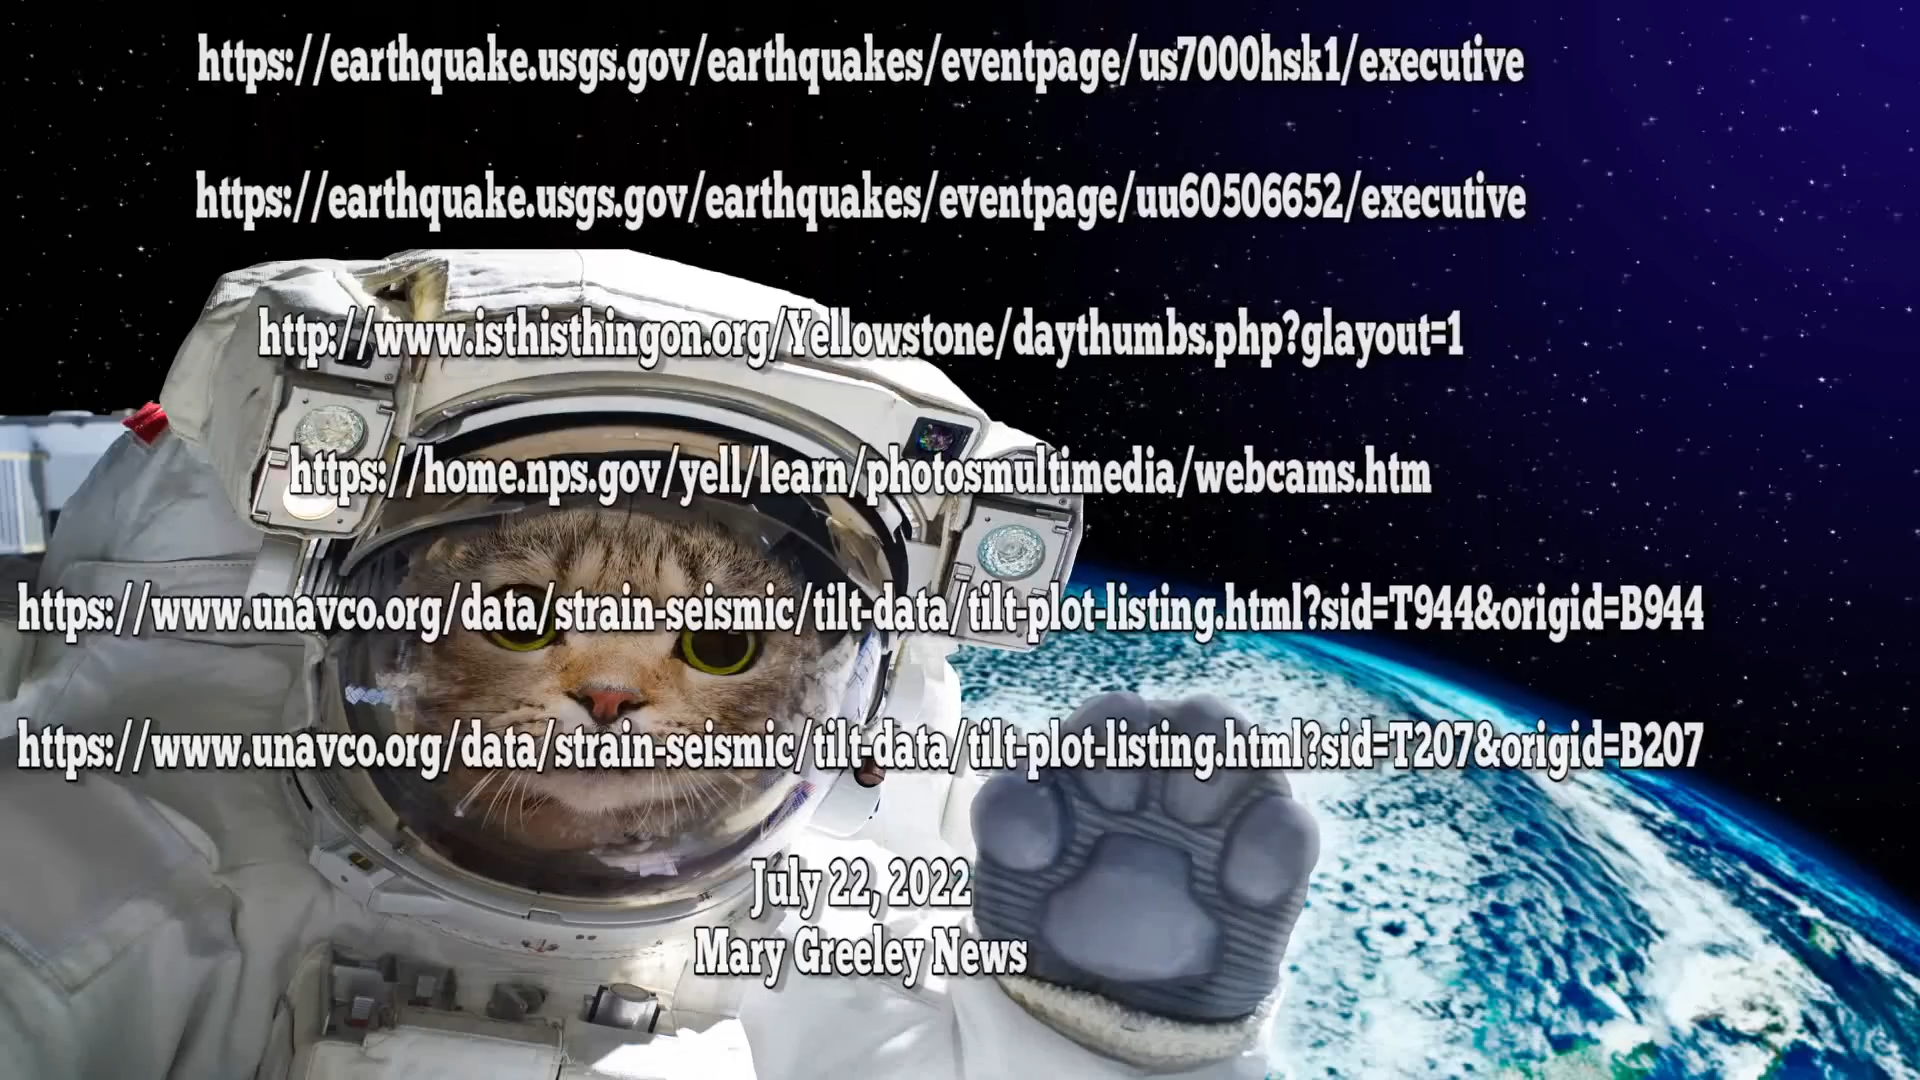 https://earthquake.usgs.gov/earthquakes/eventpage/us7000hsk1/executive
https://earthquake.usgs.gov/earthquakes/eventpage/uu60506652/executive
http://www.isthisthingon.org/Yellowstone/daythumbs.php?glayout=1
https://home.nps.gov/yell/learn/photosmultimedia/webcams.htm
https://www.unavco.org/data/strain-seismic/tilt-data/tilt-plot-listing.html?sid=T944&origid=B944
https://www.unavco.org/data/strain-seismic/tilt-data/tilt-plot-listing.html?sid=T207&origid=B207
July 22, 2022
Mary Greeley News